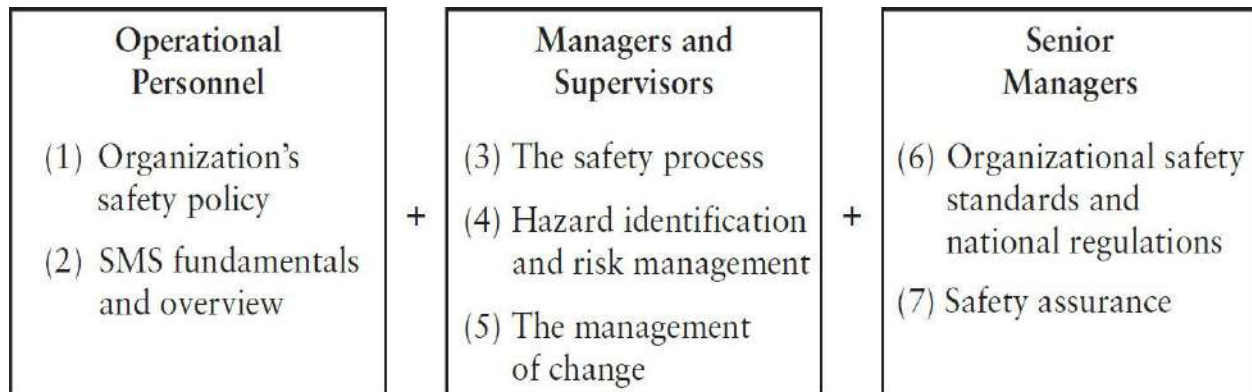 Operational
Personnel
(1) Organization's
safety policy
(2) SMS fundamentals
and overview
+
Managers and
Supervisors
(3) The safety process
(4) Hazard identification
and risk management
(5) The management
of change
+
Senior
Managers
(6) Organizational safety
standards and
national regulations
(7) Safety assurance